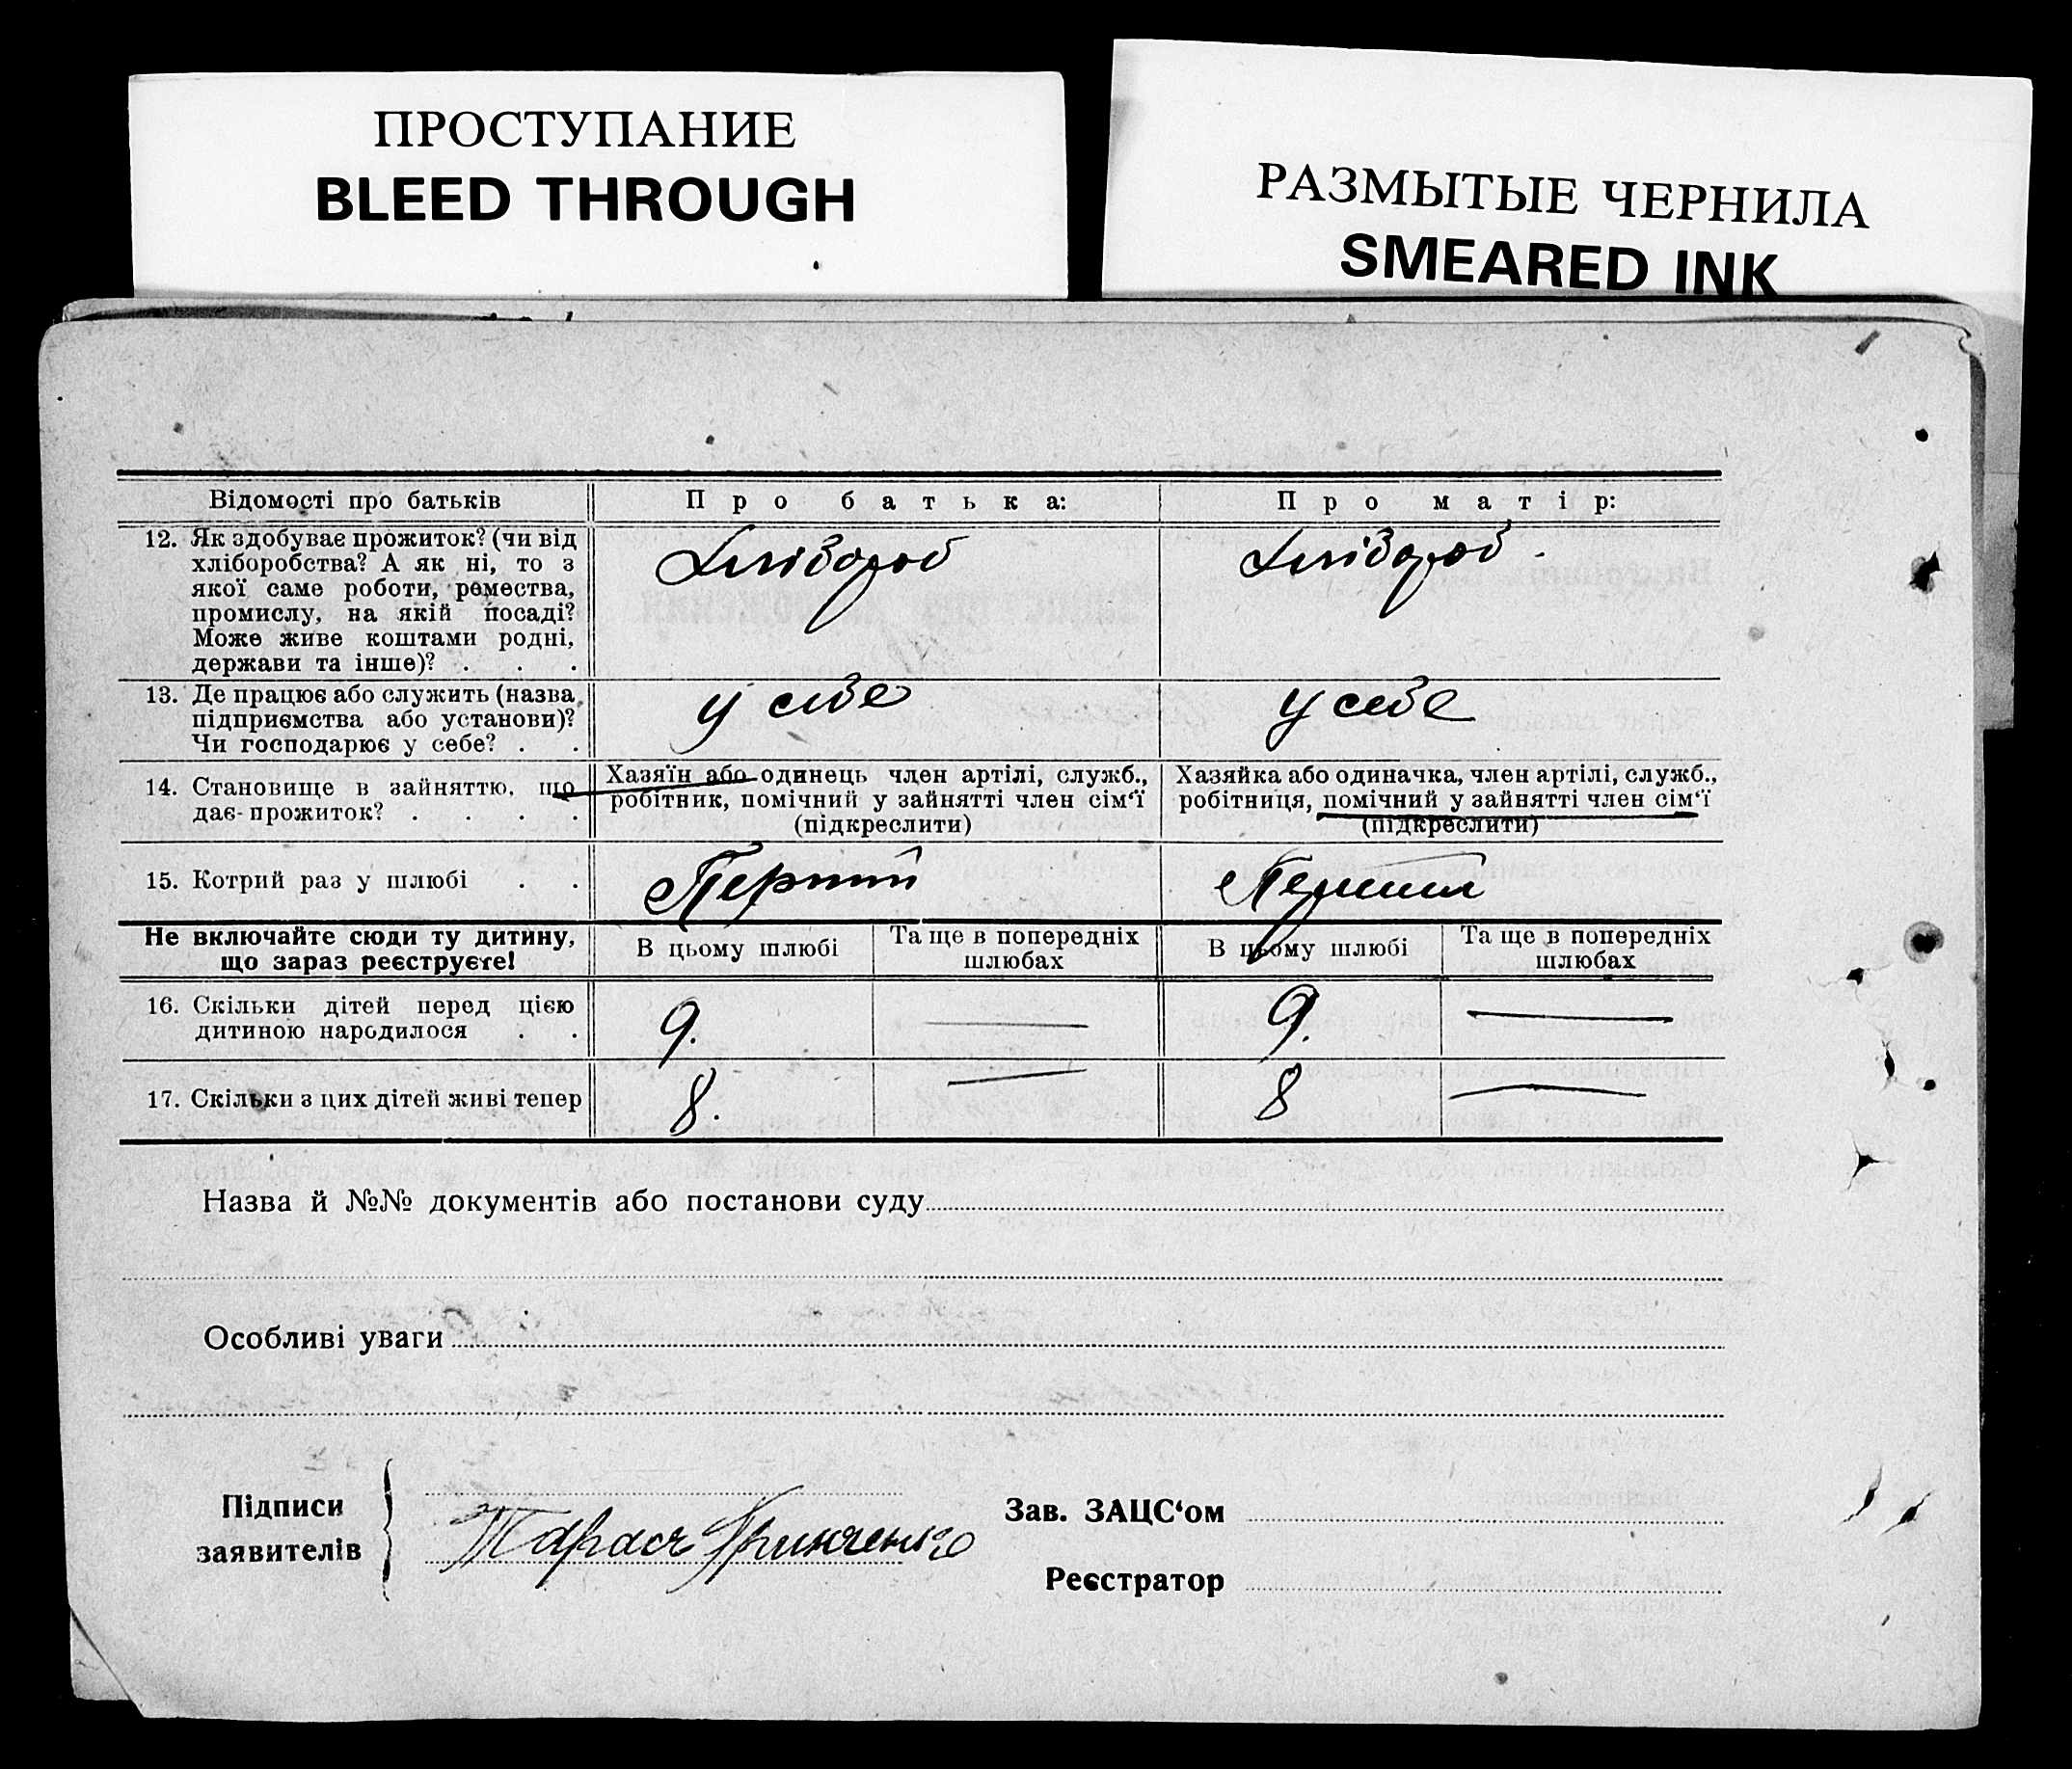 ПРОСТУПАНИЕ
BLEED THROUGH
РАЗМЫТЫЕ ЧЕРНИЛА
SMEARED INK
Відомості про батьків
Про батька:
Про матір:
12. Як здобуває прожиток? (чи від
хліборобства? А як ні, то з
якої саме роботи, ремества,
промислу, на якій посаді?
Може живе коштами родні,
держави та інше)? . . .
Хлібороб
Хлібороб.
13. Де працює або служить (назва
підприємства або установи)?
Чи господарює у себе? . .
у себе
у себе
14. Становище в зайняттю, що
дає прожиток? . . . .
Хазяїн або одинець член артілі, служб.,
робітник, помічний у зайнятті член сім'ї
(підкреслити)
Хазяйка або одиначка, член артілі, служб.,
робітниця, помічний у зайнятті член сім'ї
(підкреслити)
15. Котрий раз у шлюбі . .
Перший
Перший
Не включайте сюди ту дитину,
що зараз реєструєте!
В цьому шлюбі
Та ще в попередніх
шлюбах
В цьому шлюбі
Та ще в попередніх
шлюбах
16. Скільки дітей перед цією
дитиною народилося . .
9. — 9. —
17. Скільки з цих дітей живі тепер
8. — 8 —
Назва й №№ документів або постанови суду
Особливі уваги
Підписи
заявителів
Тарас Гринченко
Зав. ЗАЦС'ом
Реєстратор